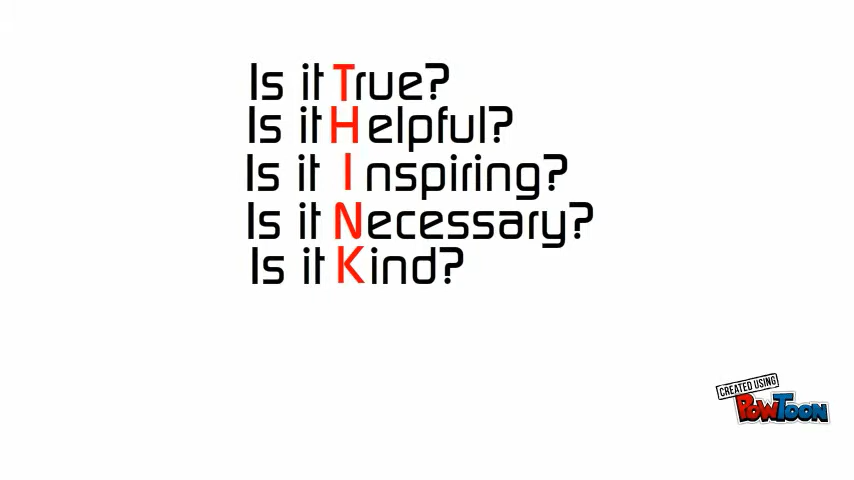 Is it True?
Is it Helpful?
Is it Inspiring?
Is it Necessary?
Is it Kind?
CREATED USING
POWTOON